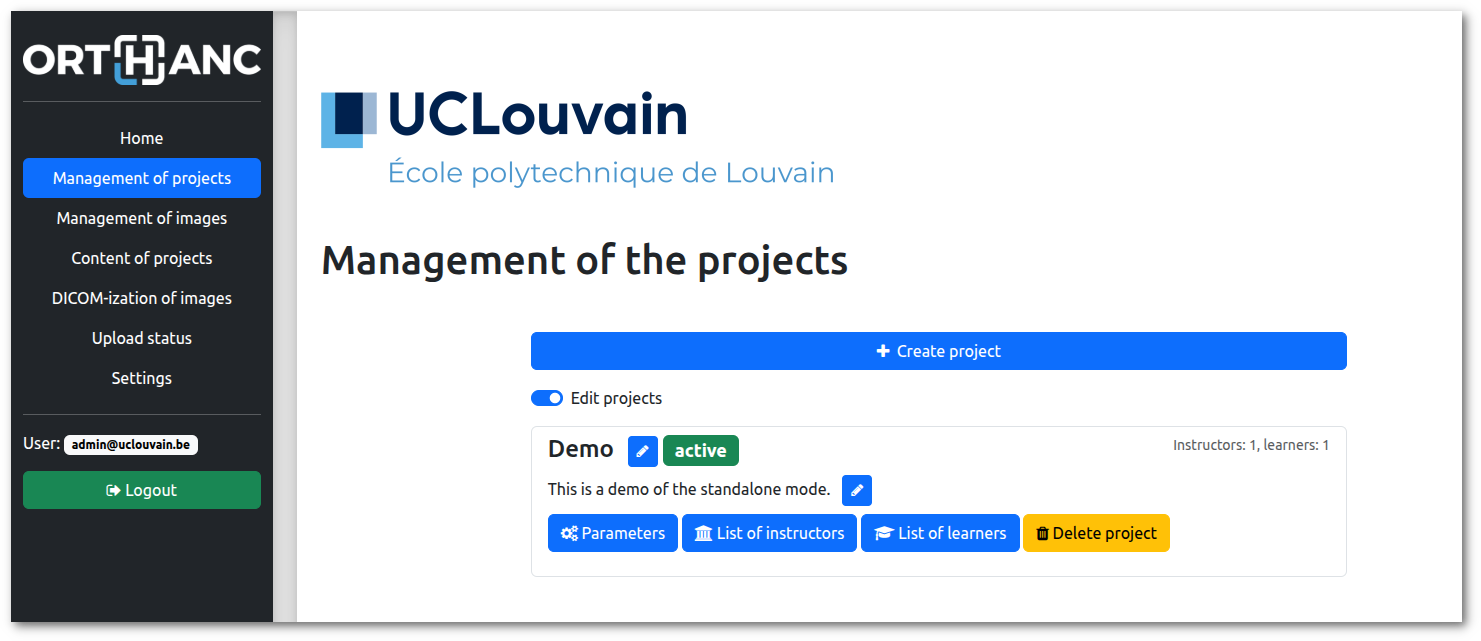 ORTHANC
Home
Management of projects
Management of images
Content of projects
DICOM-ization of images
Upload status
Settings
User: admin@uclouvain.be
Logout
UCLouvain
École polytechnique de Louvain
Management of the projects
Create project
Edit projects
Demo active Instructors: 1, learners: 1
This is a demo of the standalone mode.
Parameters List of instructors List of learners Delete project